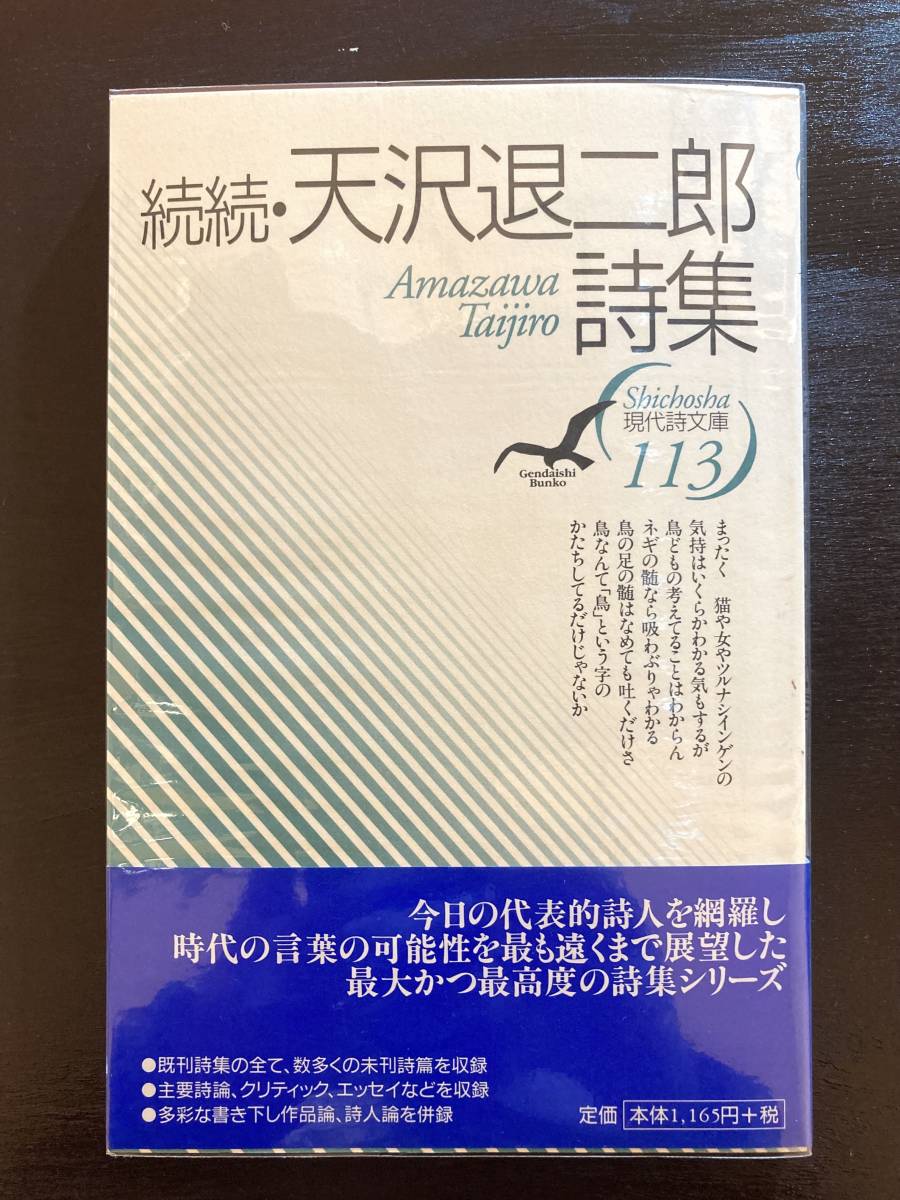 続続・天沢退二郎
詩集
Amazawa
Taijiro
Shichosha
現代詩文庫
113
Gendaishi
Bunko
まったく　猫や女やツルナシインゲンの
気持はいくらかわかる気もするが
鳥どもの考えてることはわからん
ネギの髄なら吸わぶりゃわかる
鳥の足の髄はなめても吐くだけさ
鳥なんて「鳥」という字の
かたちしてるだけじゃないか
今日の代表的詩人を網羅し
時代の言葉の可能性を最も遠くまで展望した
最大かつ最高度の詩集シリーズ
●既刊詩集の全て、数多くの未刊詩篇を収録
●主要詩論、クリティック、エッセイなどを収録
●多彩な書き下し作品論、詩人論を併録
定価 本体1,165円+税